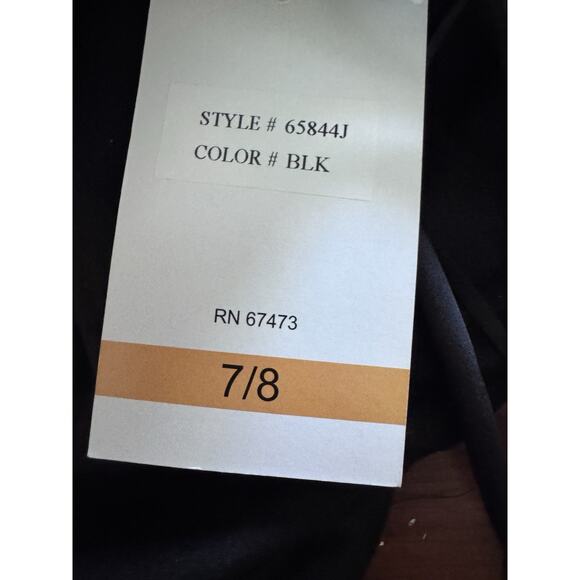 STYLE # 65844J
COLOR # BLK
RN 67473
7/8